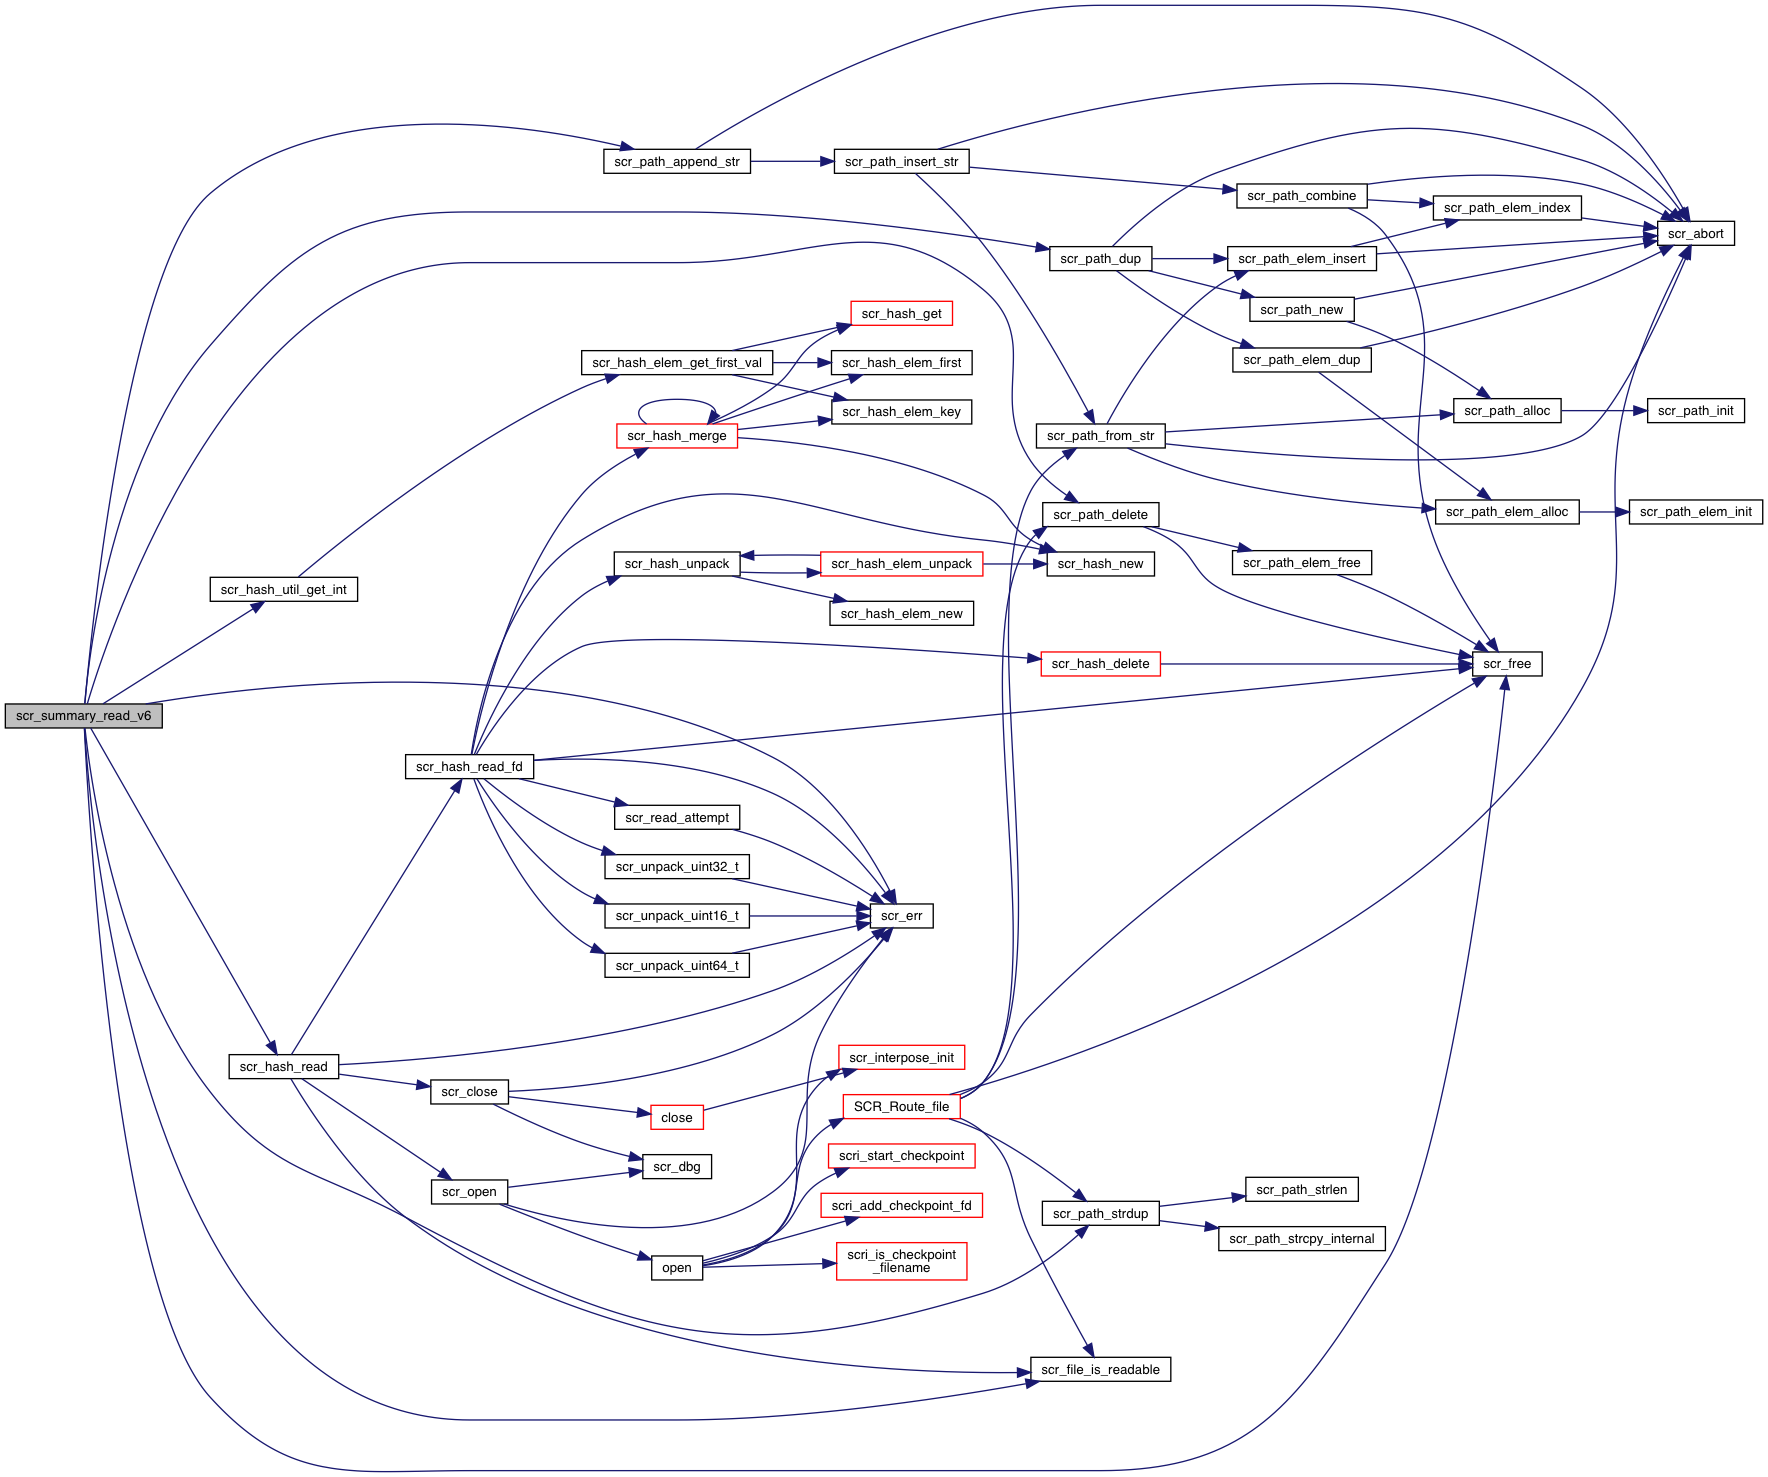 scr_path_append_str
scr_path_insert_str
scr_path_combine
scr_path_elem_index
scr_abort
scr_path_dup
scr_path_elem_insert
scr_path_new
scr_hash_get
scr_hash_elem_get_first_val
scr_hash_elem_first
scr_path_elem_dup
scr_hash_elem_key
scr_path_alloc
scr_path_init
scr_hash_merge
scr_path_from_str
scr_path_delete
scr_path_elem_alloc
scr_path_elem_init
scr_hash_unpack
scr_hash_elem_unpack
scr_hash_new
scr_path_elem_free
scr_hash_util_get_int
scr_hash_elem_new
scr_hash_delete
scr_free
scr_summary_read_v6
scr_hash_read_fd
scr_read_attempt
scr_unpack_uint32_t
scr_unpack_uint16_t
scr_err
scr_unpack_uint64_t
scr_hash_read
scr_interpose_init
scr_close
SCR_Route_file
close
scri_start_checkpoint
scr_dbg
scr_open
scri_add_checkpoint_fd
scr_path_strdup
scr_path_strlen
scr_path_strcpy_internal
open
scri_is_checkpoint
_filename
scr_file_is_readable